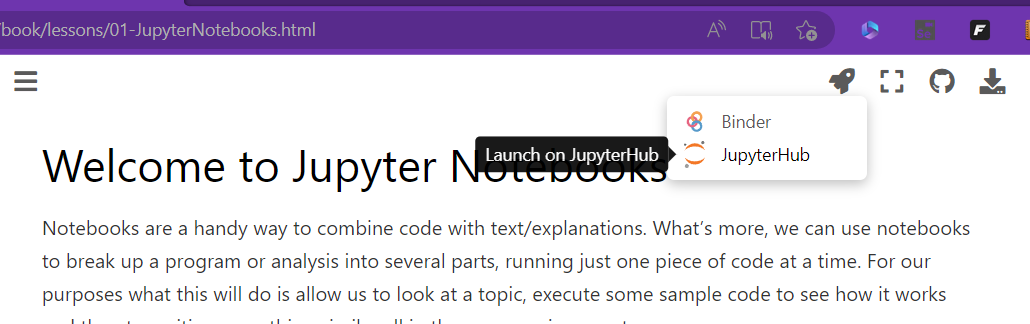 /book/lessons/01-JupyterNotebooks.html
Binder
Launch on JupyterHub
JupyterHub
Welcome to Jupyter Notebooks
Notebooks are a handy way to combine code with text/explanations. What's more, we can use notebooks
to break up a program or analysis into several parts, running just one piece of code at a time. For our
purposes what this will do is allow us to look at a topic, execute some sample code to see how it works